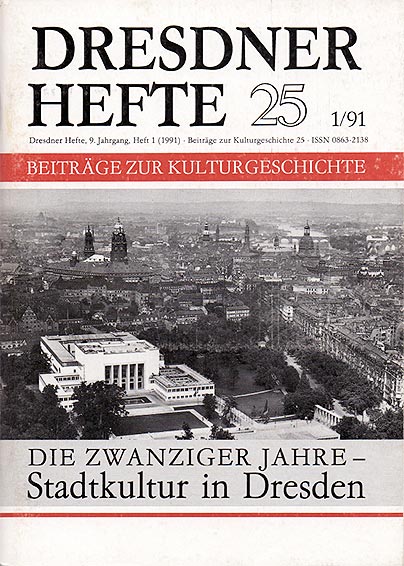 DRESDNER
HEFTE 25 1/91
Dresdner Hefte, 9. Jahrgang, Heft 1 (1991) · Beiträge zur Kulturgeschichte 25 · ISSN 0863-2138
BEITRÄGE ZUR KULTURGESCHICHTE
DIE ZWANZIGER JAHRE –
Stadtkultur in Dresden